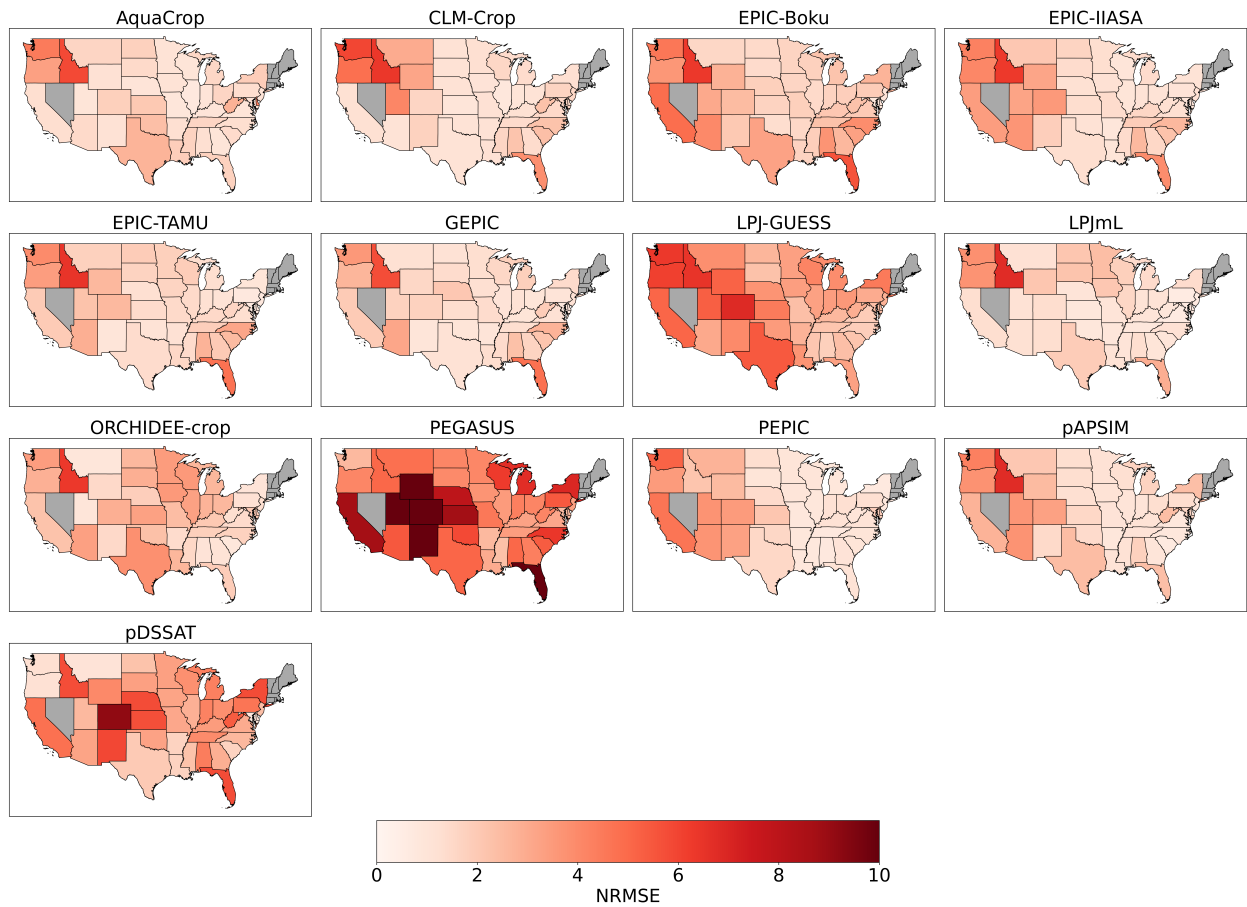 AquaCrop
CLM-Crop
EPIC-Boku
EPIC-IIASA
EPIC-TAMU
GEPIC
LPJ-GUESS
LPJmL
ORCHIDEE-crop
PEGASUS
PEPIC
pAPSIM
pDSSAT
0 2 4 6 8 10
NRMSE